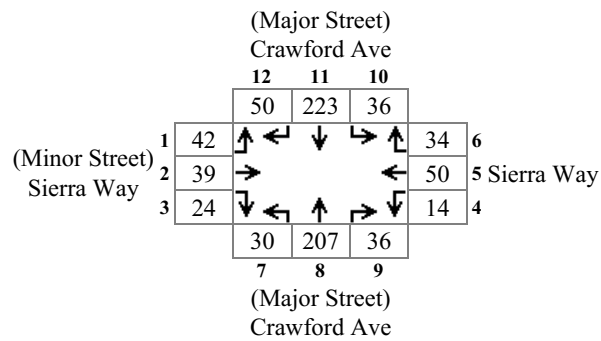 (Major Street)
Crawford Ave
12 11 10
50 223 36
1 42 34 6
(Minor Street)
Sierra Way
2 39 50 5 Sierra Way
3 24 14 4
30 207 36
7 8 9
(Major Street)
Crawford Ave